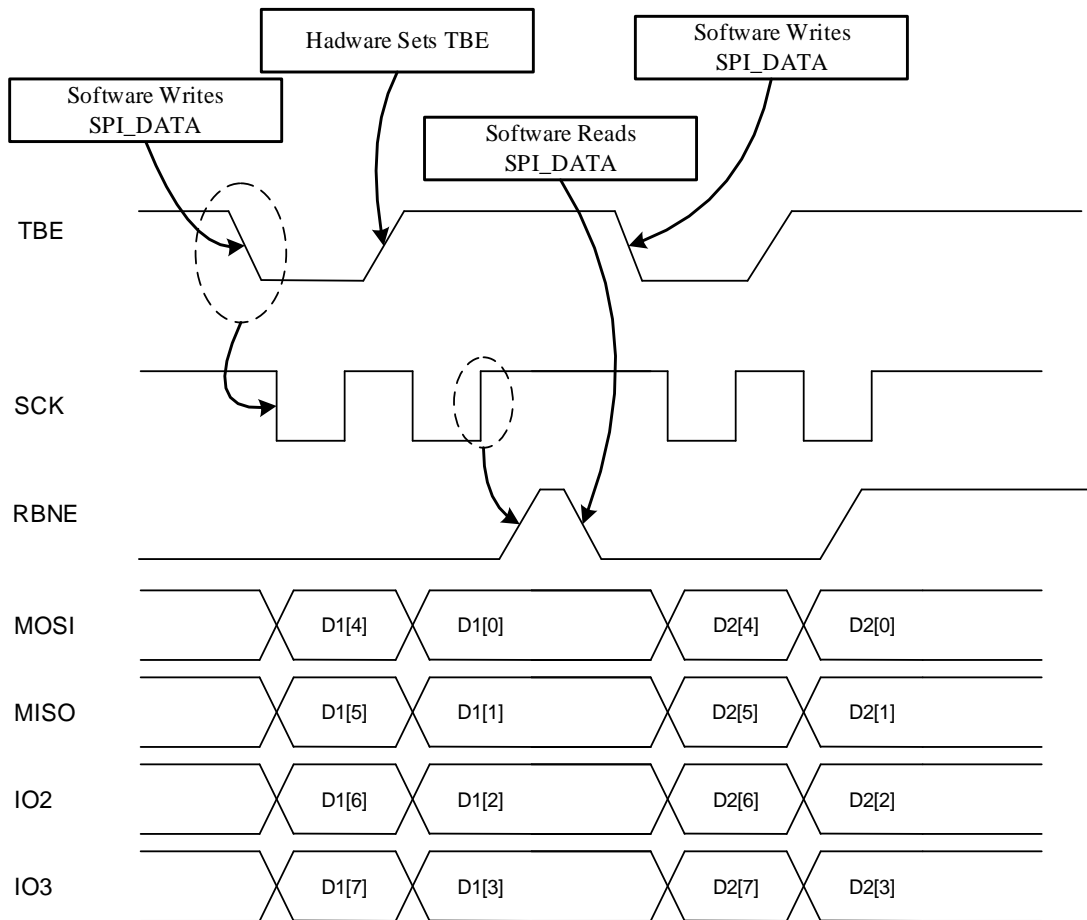 Hadware Sets TBE
Software Writes
SPI_DATA
Software Writes
SPI_DATA
Software Reads
SPI_DATA
TBE
SCK
RBNE
MOSI D1[4] D1[0] D2[4] D2[0]
MISO D1[5] D1[1] D2[5] D2[1]
IO2 D1[6] D1[2] D2[6] D2[2]
IO3 D1[7] D1[3] D2[7] D2[3]